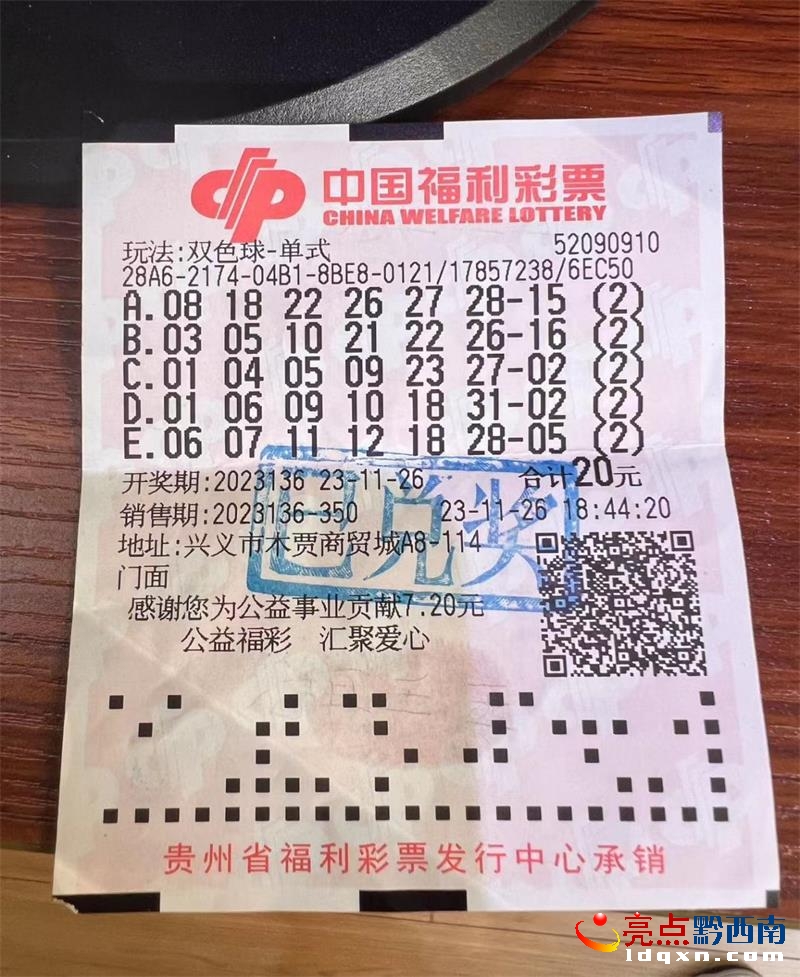 中国福利彩票
CHINA WELFARE LOTTERY
玩法:双色球-单式 52090910
28A6-2174-04B1-8BE8-0121/17857238/6EC50
A.08 18 22 26 27 28-15 (2)
B.03 05 10 21 22 26-16 (2)
C.01 04 05 09 23 27-02 (2)
D.01 06 09 10 18 31-02 (2)
E.06 07 11 12 18 28-05 (2)
开奖期:2023136 23-11-26 合计20元
销售期:2023136-350 23-11-26 18:44:20
已兑奖
地址:兴义市木贾商贸城A8-114
门面
感谢您为公益事业贡献7.20元
公益福彩 汇聚爱心
贵州省福利彩票发行中心承销
亮点黔西南
ldqxn.com